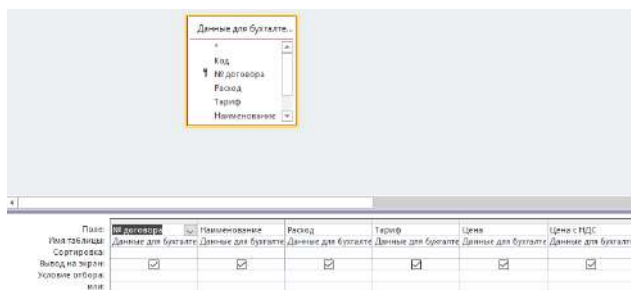 Данные для бухгалте...
*
Код
№ договора
Расход
Тариф
Наименование
Поле: № договора Наименование Расход Тариф Цена Цена с НДС
Имя таблицы: Данные для бухгалте Данные для бухгалте Данные для бухгалте Данные для бухгалте Данные для бухгалте Данные для бухгалте
Сортировка:
Вывод на экран:
Условие отбора:
или: